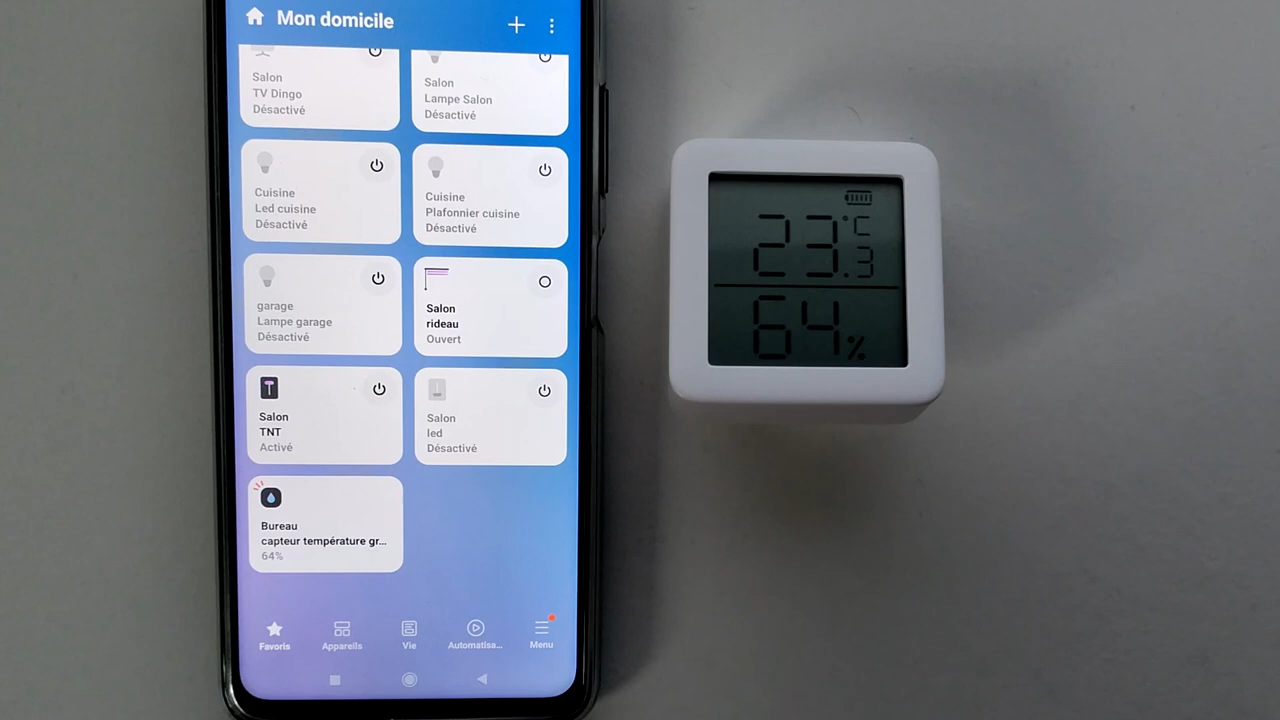 Mon domicile
Salon
TV Dingo
Désactivé
Salon
Lampe Salon
Désactivé
Cuisine
Led cuisine
Désactivé
Cuisine
Plafonnier cuisine
Désactivé
garage
Lampe garage
Désactivé
Salon
rideau
Ouvert
Salon
TNT
Activé
Salon
led
Désactivé
Bureau
capteur température gr...
64%
Favoris
Appareils
Vie
Automatisa...
Menu
23.3°C
64%